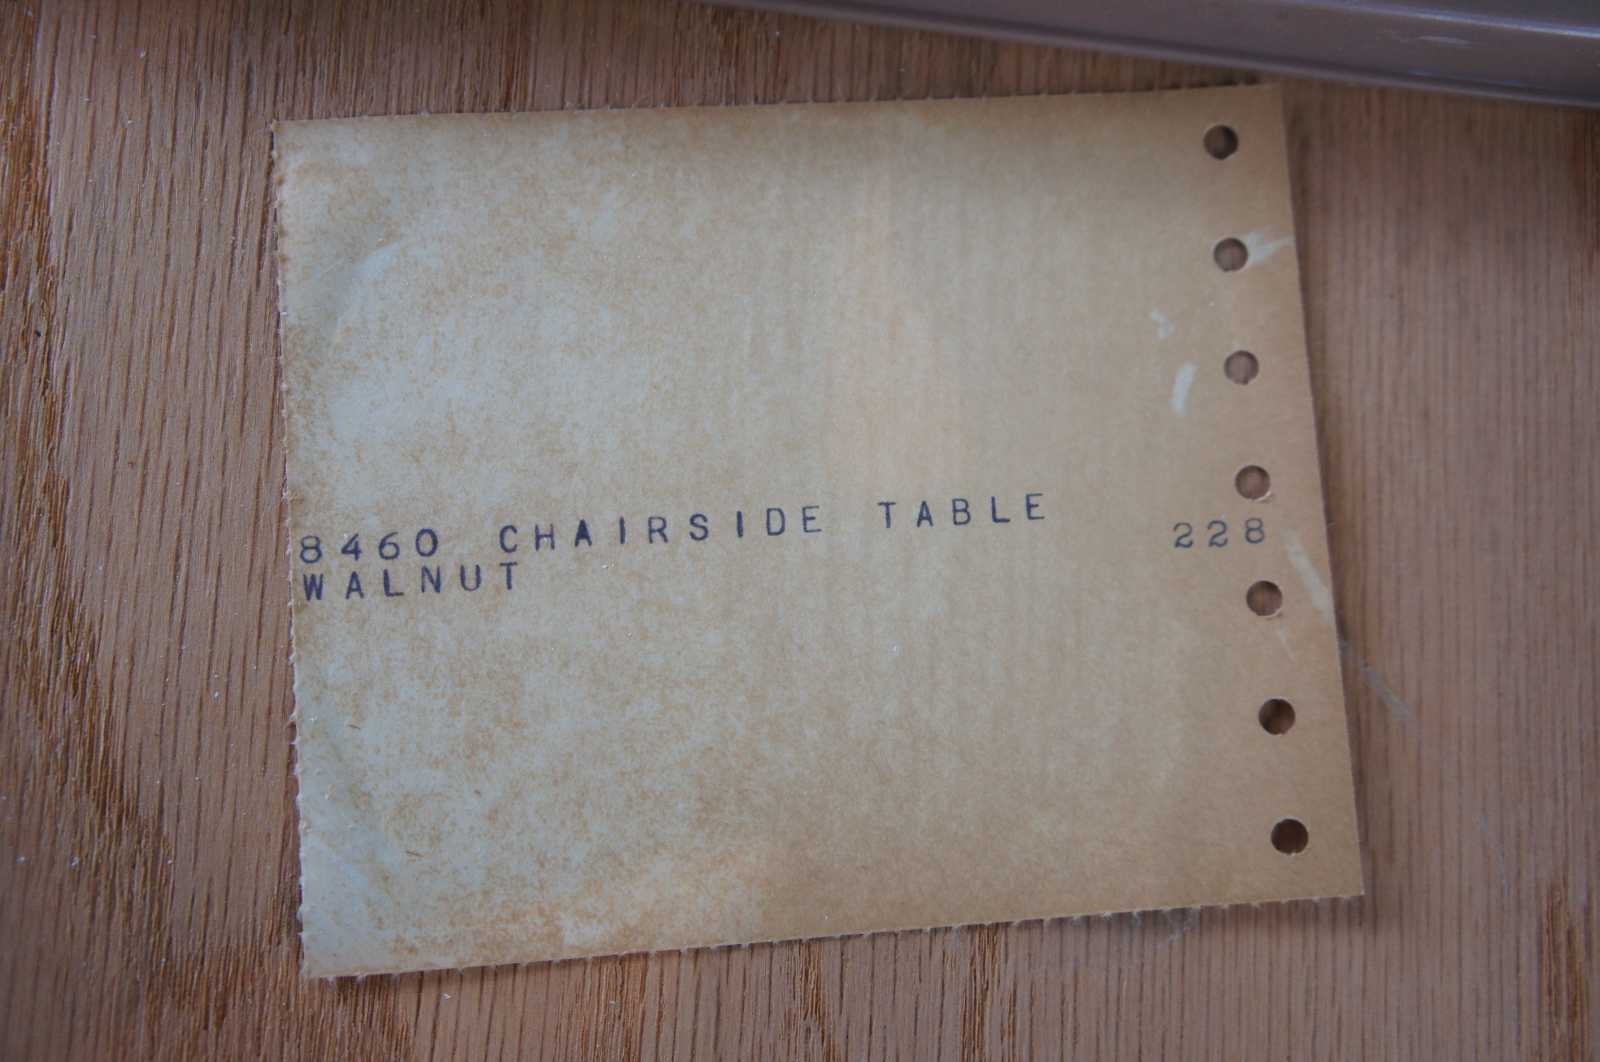 8460 CHAIRSIDE TABLE 228
WALNUT